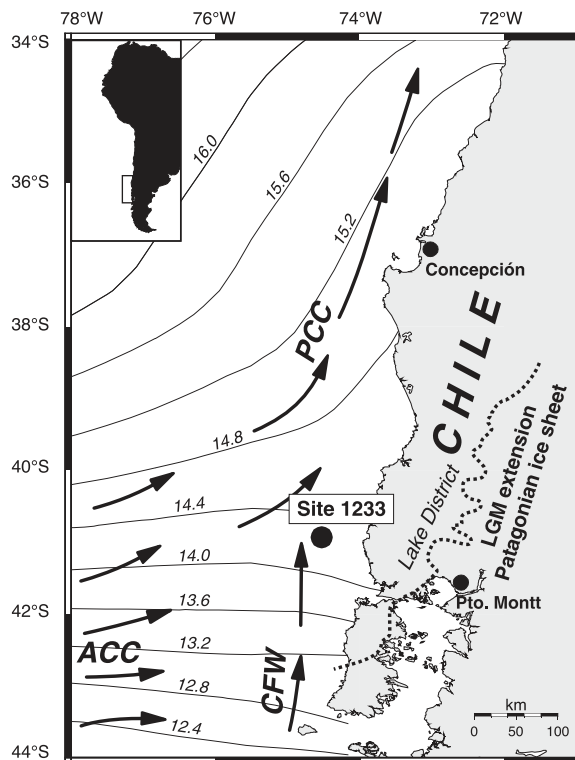 78°W
76°W
74°W
72°W
34°S
36°S
38°S
40°S
42°S
44°S
16.0
15.6
15.2
14.8
14.4
14.0
13.6
13.2
12.8
12.4
PCC
ACC
CFW
Concepción
CHILE
Site 1233
Lake District
LGM extension
Patagonian ice sheet
Pto. Montt
km
0 50 100